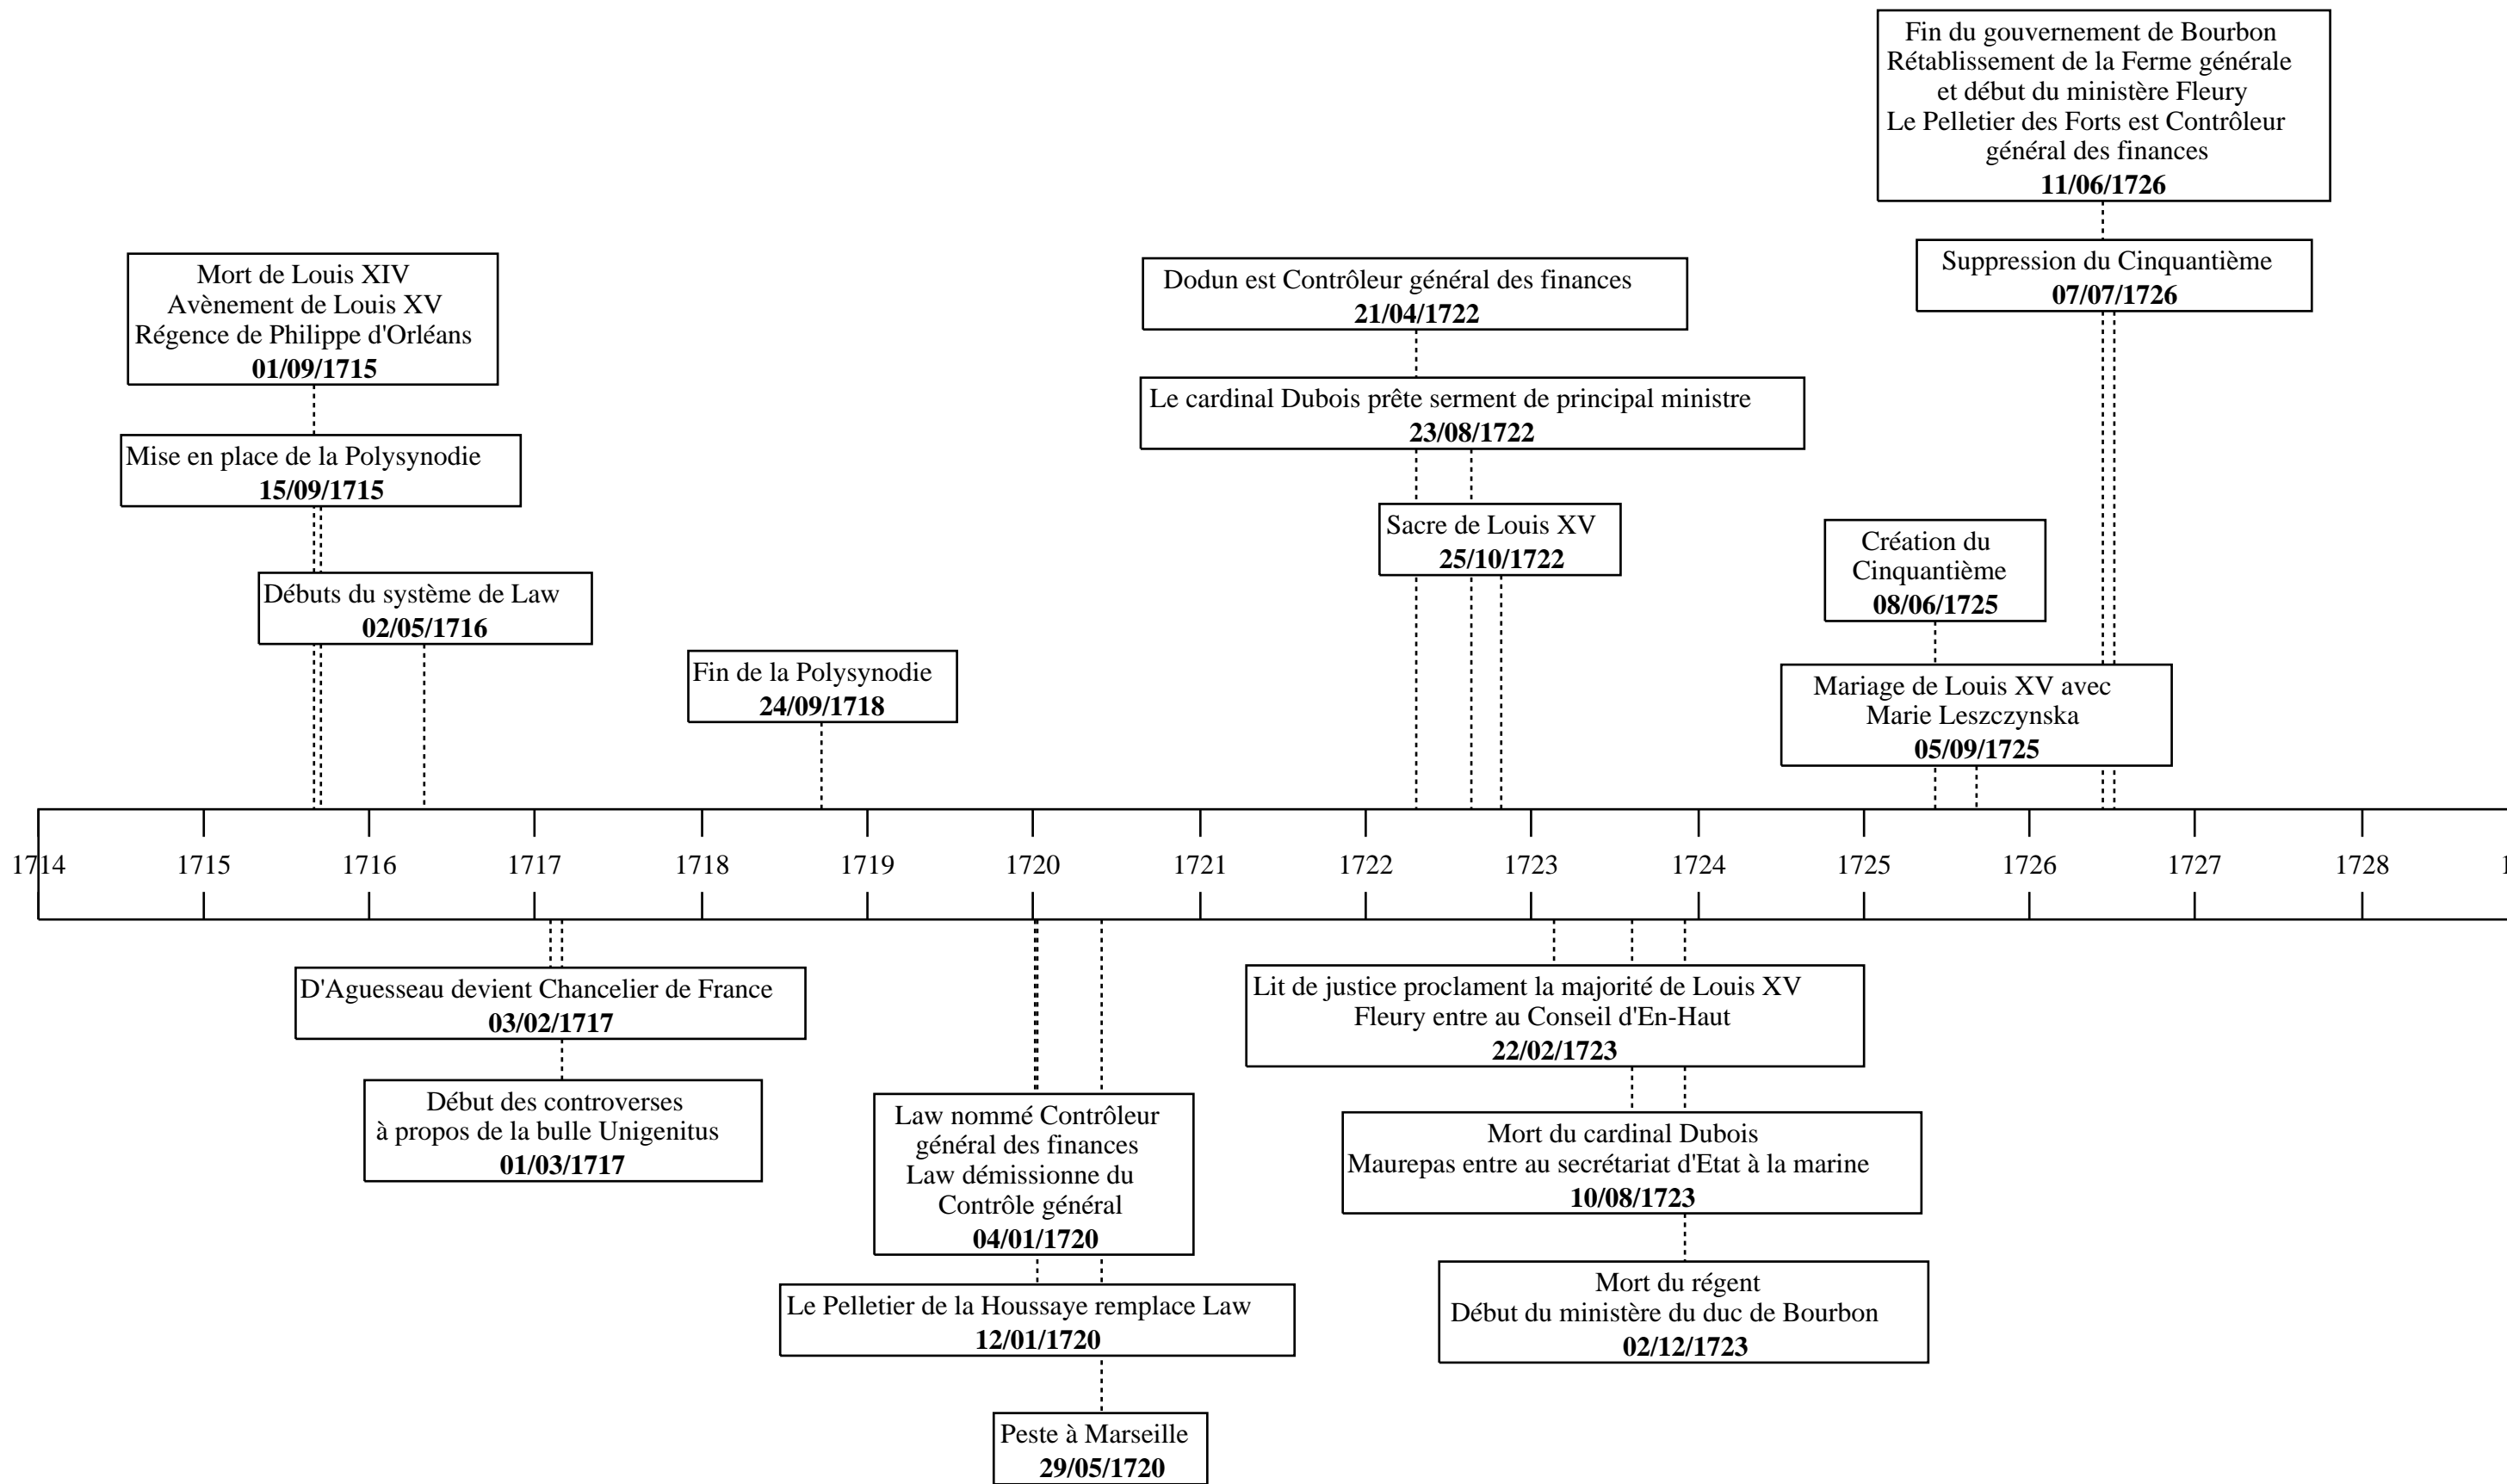 Fin du gouvernement de Bourbon
Rétablissement de la Ferme générale
et début du ministère Fleury
Le Pelletier des Forts est Contrôleur
général des finances
11/06/1726
Suppression du Cinquantième
07/07/1726
Mort de Louis XIV
Avènement de Louis XV
Régence de Philippe d'Orléans
01/09/1715
Dodun est Contrôleur général des finances
21/04/1722
Le cardinal Dubois prête serment de principal ministre
23/08/1722
Mise en place de la Polysynodie
15/09/1715
Sacre de Louis XV
25/10/1722
Création du
Cinquantième
08/06/1725
Débuts du système de Law
02/05/1716
Fin de la Polysynodie
24/09/1718
Mariage de Louis XV avec
Marie Leszczynska
05/09/1725
1714 1715 1716 1717 1718 1719 1720 1721 1722 1723 1724 1725 1726 1727 1728
D'Aguesseau devient Chancelier de France
03/02/1717
Lit de justice proclament la majorité de Louis XV
Fleury entre au Conseil d'En-Haut
22/02/1723
Début des controverses
à propos de la bulle Unigenitus
01/03/1717
Law nommé Contrôleur
général des finances
Law démissionne du
Contrôle général
04/01/1720
Mort du cardinal Dubois
Maurepas entre au secrétariat d'Etat à la marine
10/08/1723
Le Pelletier de la Houssaye remplace Law
12/01/1720
Mort du régent
Début du ministère du duc de Bourbon
02/12/1723
Peste à Marseille
29/05/1720